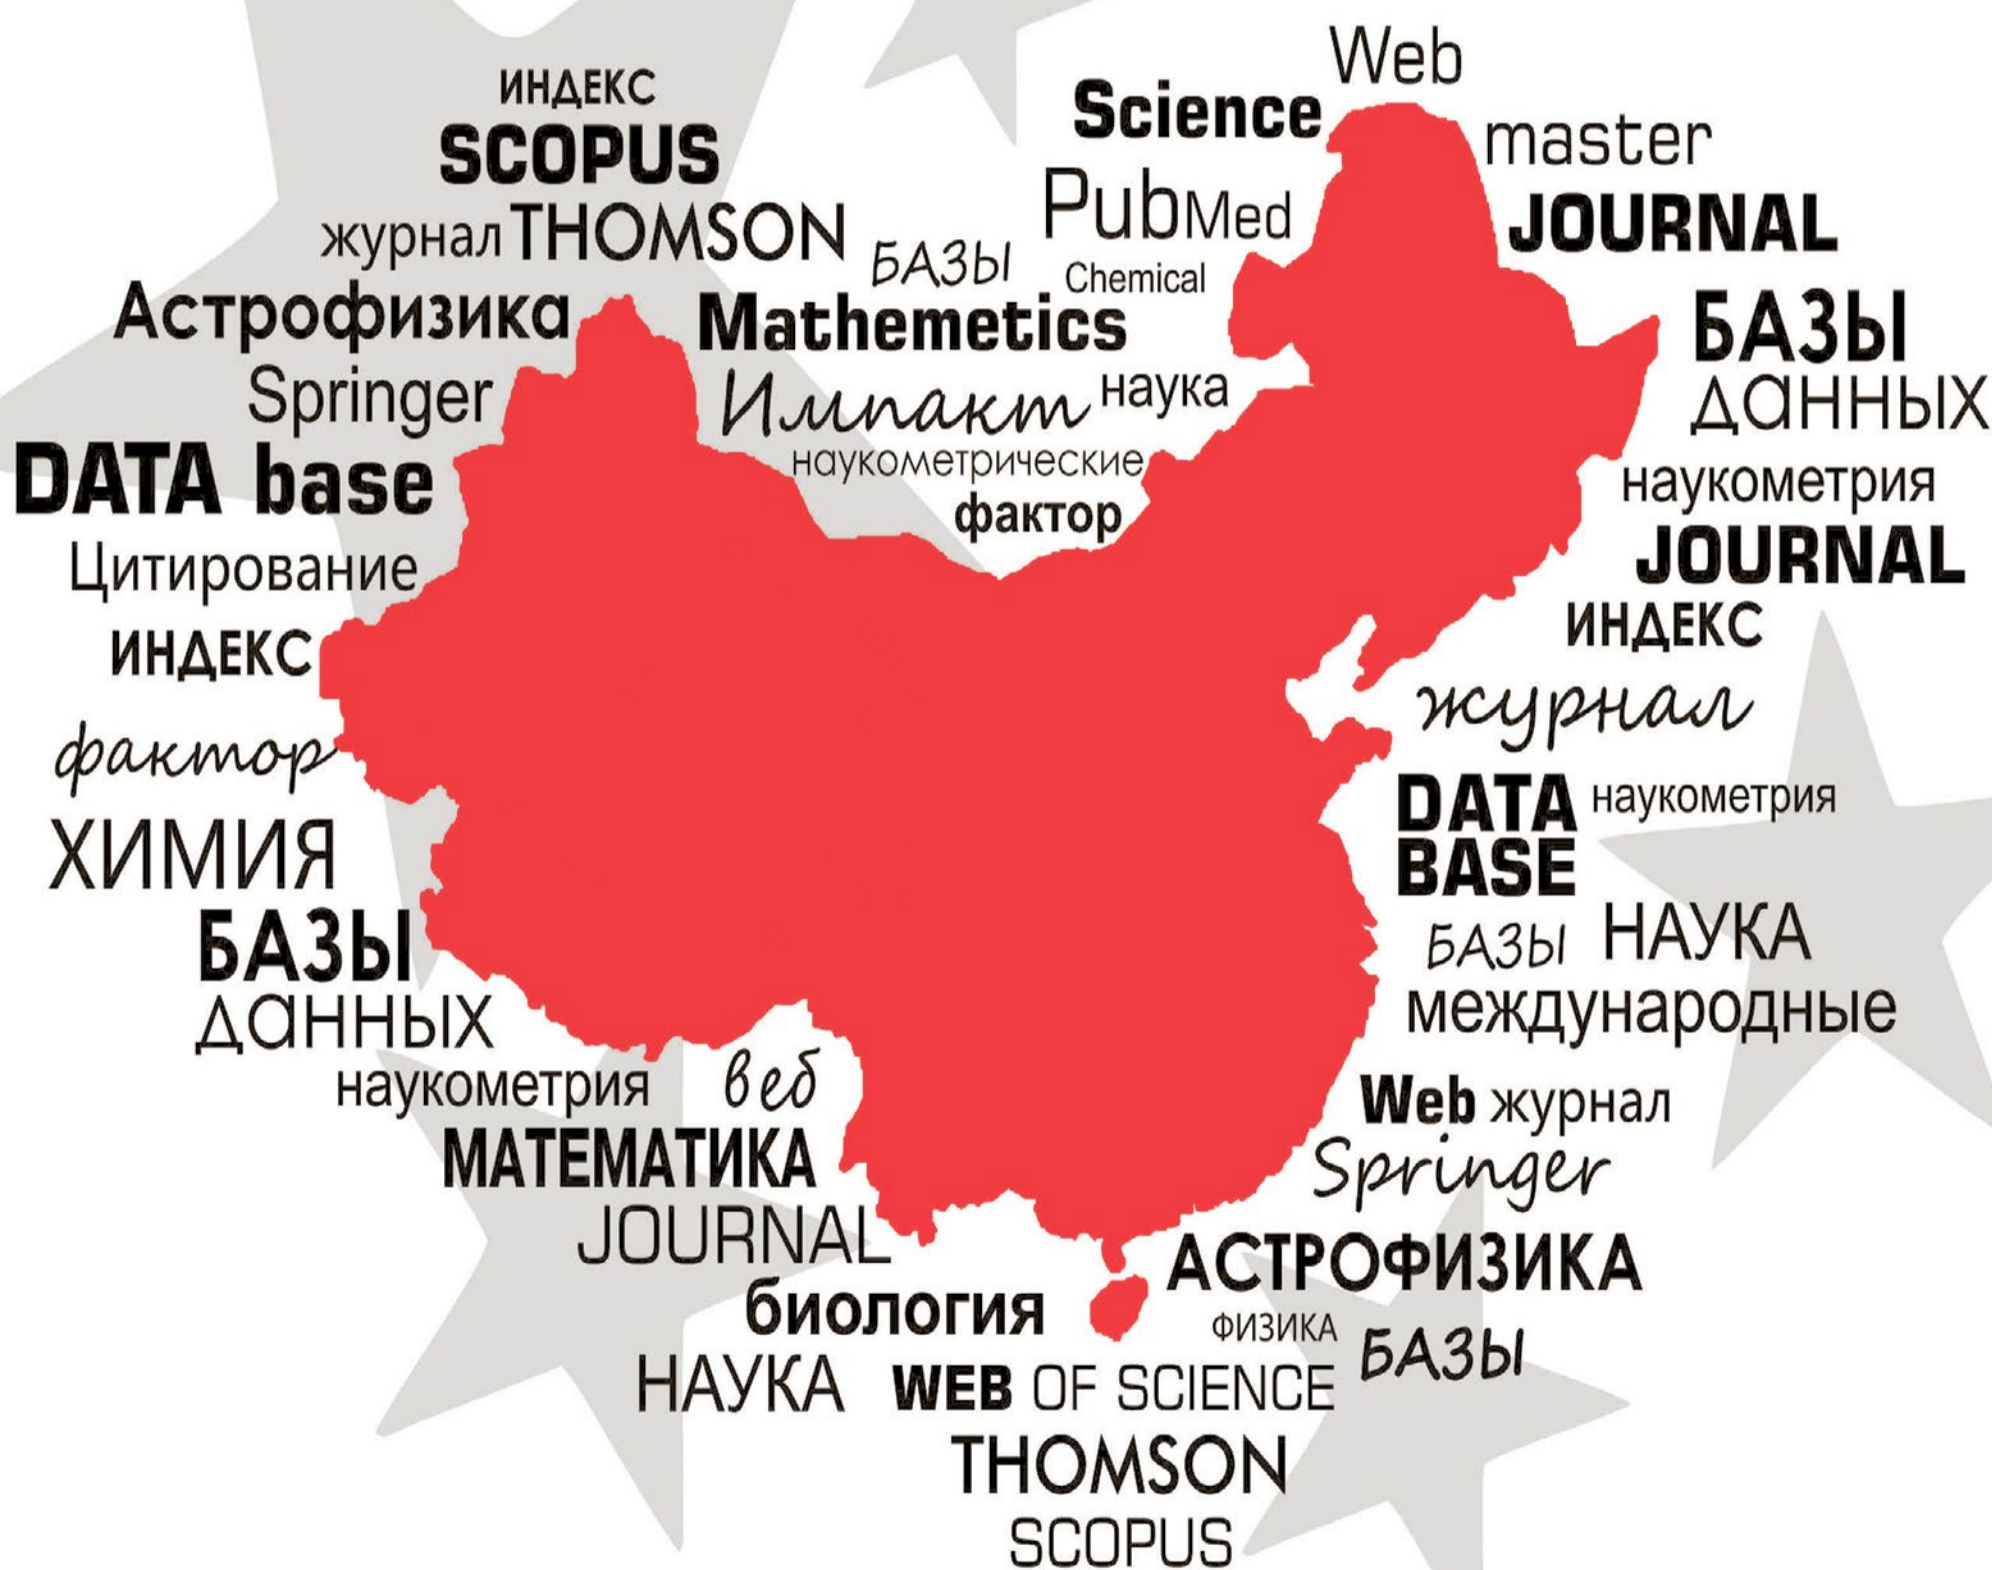 Web
ИНДЕКС
Science
SCOPUS
master
PubMed
журнал THOMSON
JOURNAL
БАЗЫ
Chemical
Астрофизика
Mathemetics
БАЗЫ
Springer
Импакт наука
данных
DATA base
наукометрические
наукометрия
фактор
Цитирование
JOURNAL
ИНДЕКС
ИНДЕКС
фактор
журнал
ХИМИЯ
DATA наукометрия
BASE
БАЗЫ
БАЗЫ НАУКА
данных
международные
наукометрия веб
Web журнал
МАТЕМАТИКА
Springer
JOURNAL
АСТРОФИЗИКА
биология
ФИЗИКА
БАЗЫ
НАУКА WEB OF SCIENCE
THOMSON
SCOPUS